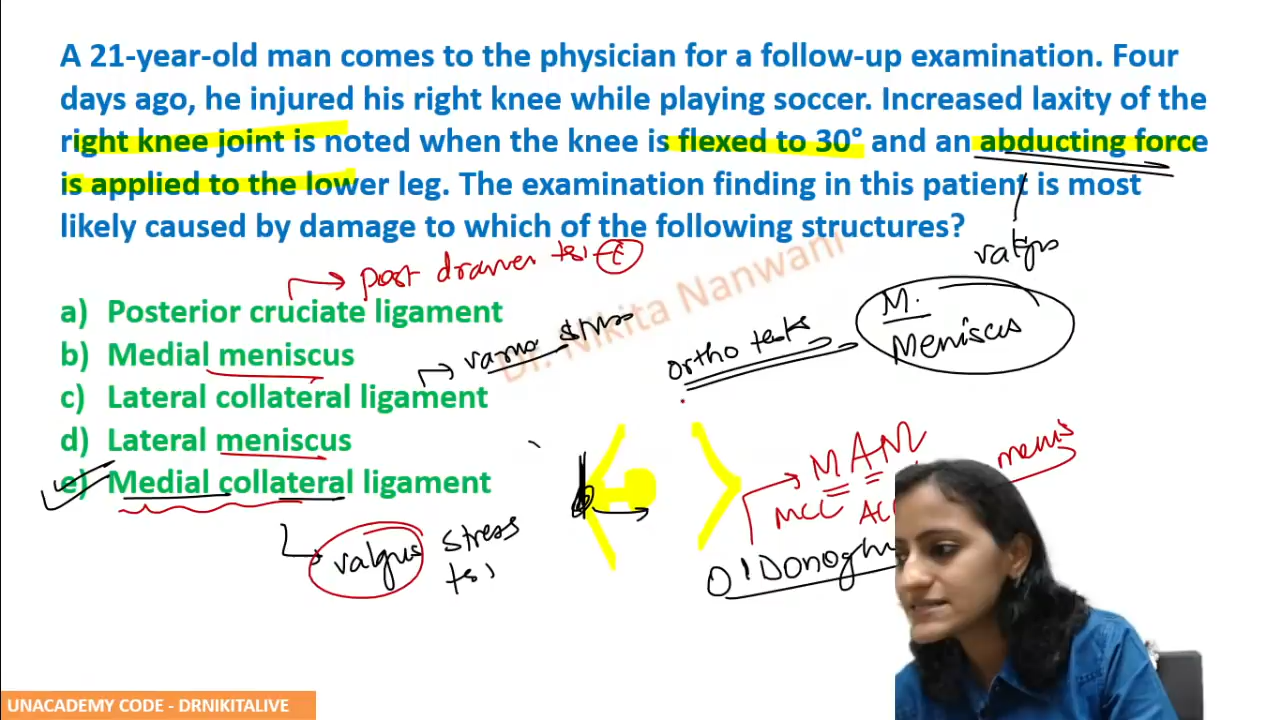 A 21-year-old man comes to the physician for a follow-up examination. Four
days ago, he injured his right knee while playing soccer. Increased laxity of the
right knee joint is noted when the knee is flexed to 30° and an abducting force
is applied to the lower leg. The examination finding in this patient is most
likely caused by damage to which of the following structures?
valgus
post drawer
Dr. Nikita Nanwani
M.
Meniscus
a) Posterior cruciate ligament
varus stress
ortho tests
b) Medial meniscus
c) Lateral collateral ligament
d) Lateral meniscus
MAM
menis
e) Medial collateral ligament
MCL
valgus stress
O'Donoghu
UNACADEMY CODE - DRNIKITALIVE